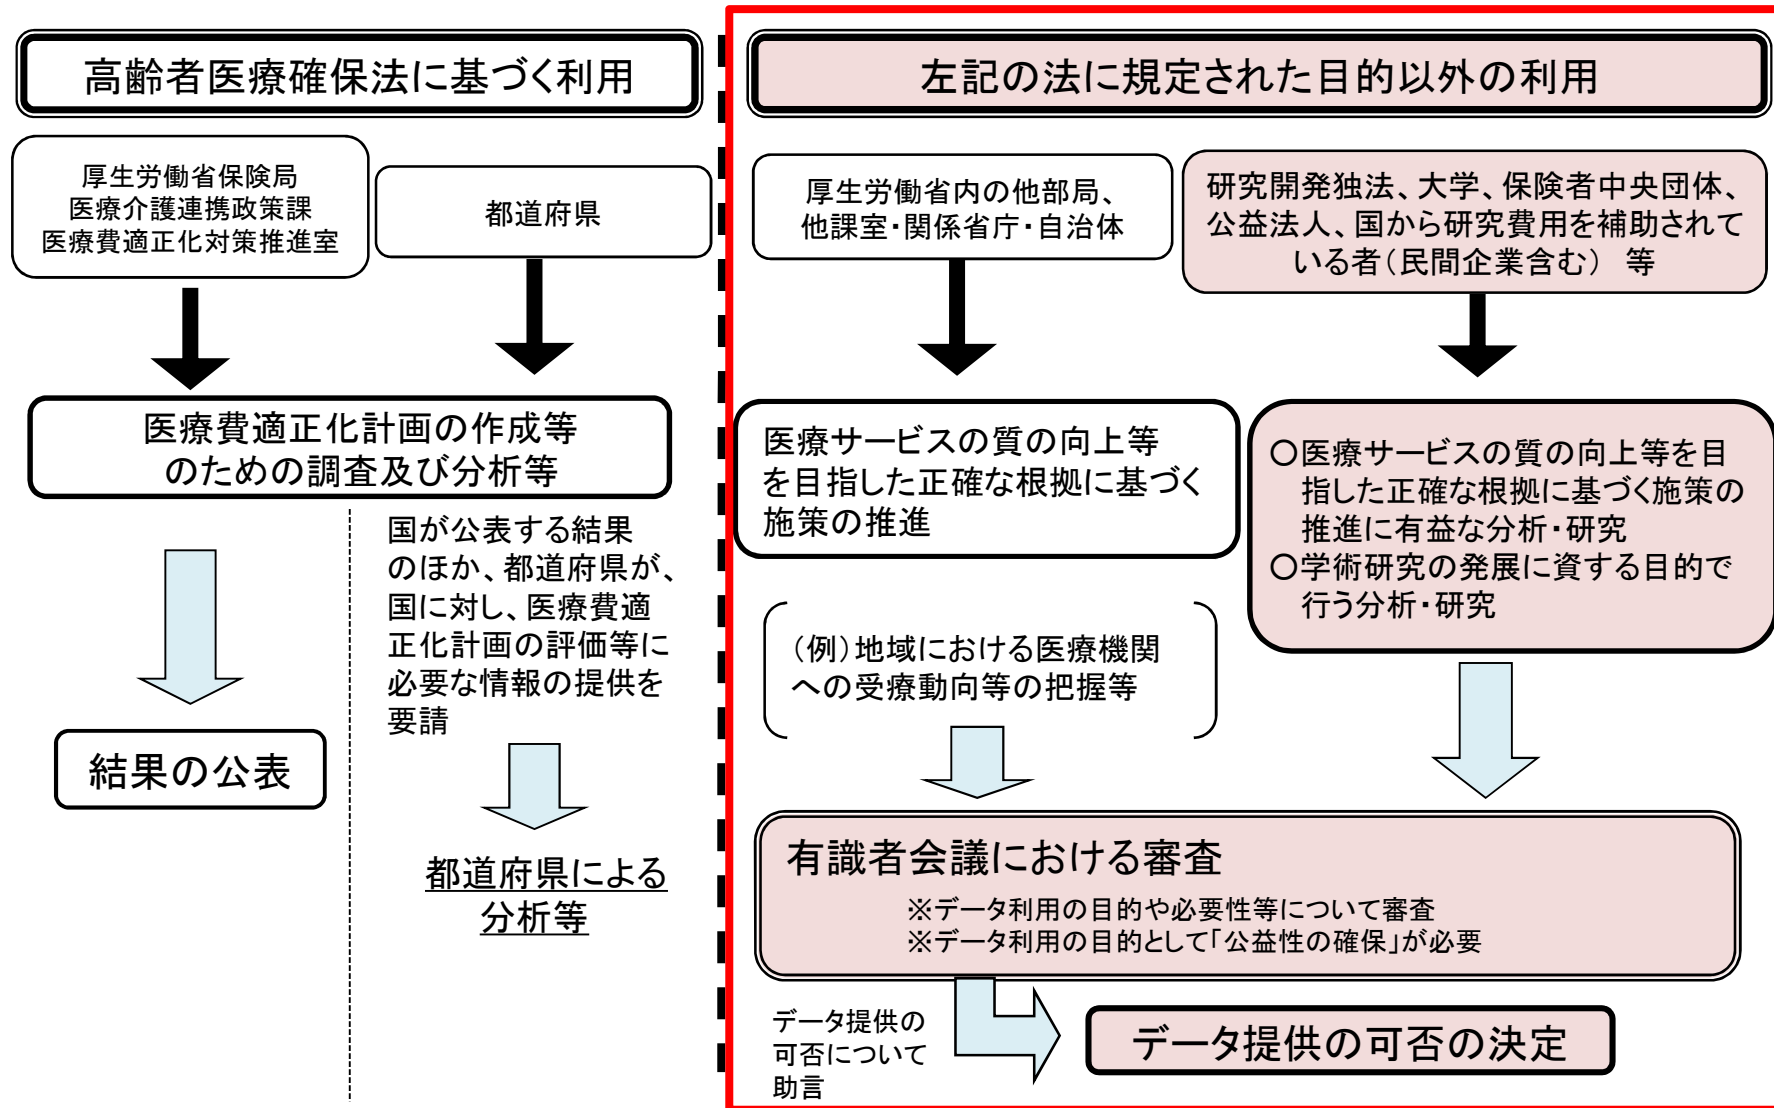 高齢者医療確保法に基づく利用
厚生労働省保険局
医療介護連携政策課
医療費適正化対策推進室
都道府県
医療費適正化計画の作成等
のための調査及び分析等
結果の公表
国が公表する結果
のほか、都道府県が、
国に対し、医療費適
正化計画の評価等に
必要な情報の提供を
要請
都道府県による
分析等
左記の法に規定された目的以外の利用
厚生労働省内の他部局、
他課室・関係省庁・自治体
研究開発独法、大学、保険者中央団体、
公益法人、国から研究費用を補助されて
いる者(民間企業含む) 等
医療サービスの質の向上等
を目指した正確な根拠に基づく
施策の推進
(例)地域における医療機関
への受療動向等の把握等
○医療サービスの質の向上等を目
指した正確な根拠に基づく施策の
推進に有益な分析・研究
○学術研究の発展に資する目的で
行う分析・研究
有識者会議における審査
※データ利用の目的や必要性等について審査
※データ利用の目的として「公益性の確保」が必要
データ提供の
可否について
助言
データ提供の可否の決定